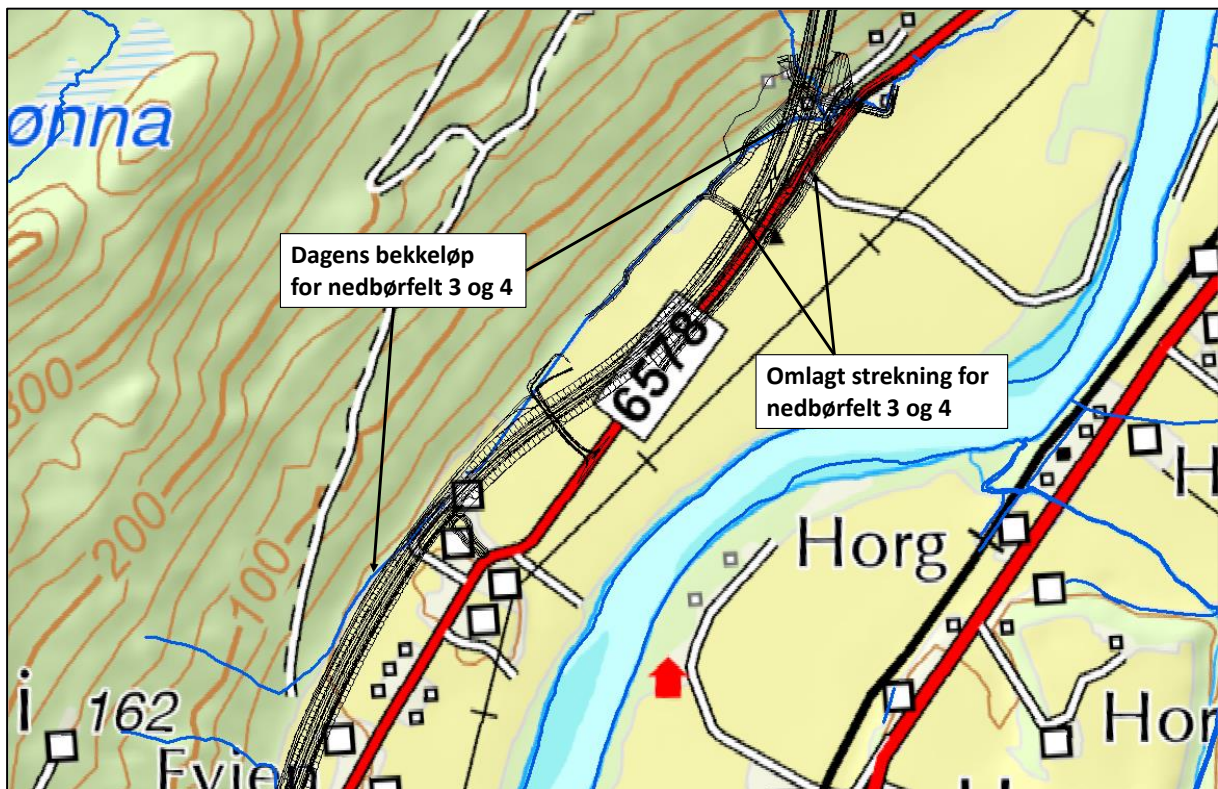 ønna
Dagens bekkeløp
for nedbørfelt 3 og 4
6578
Omlagt strekning for
nedbørfelt 3 og 4
300
200
100
Horg
H
i
162
Hor